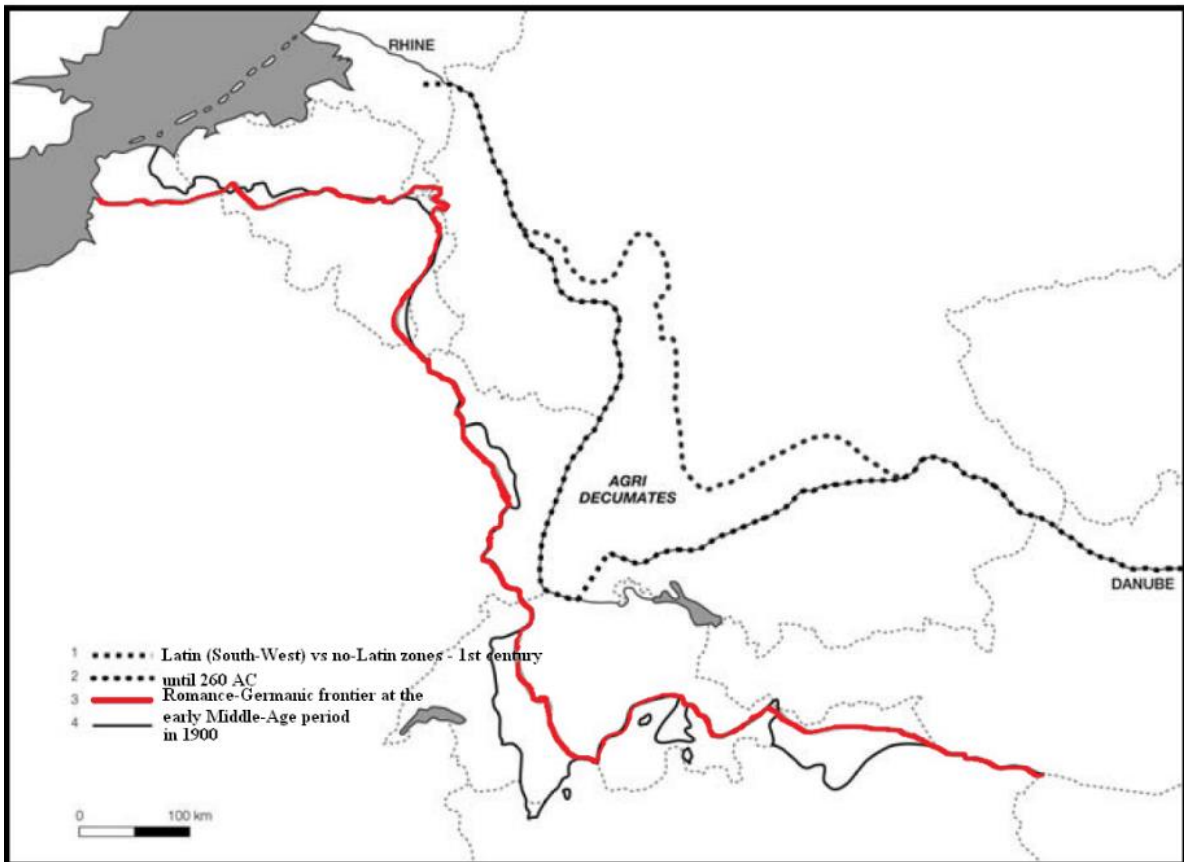 RHINE
AGRI
DECUMATES
DANUBE
1 Latin (South-West) vs no-Latin zones - 1st century
2 until 260 AC
3 Romance-Germanic frontier at the
4 early Middle-Age period
in 1900
0 100 km